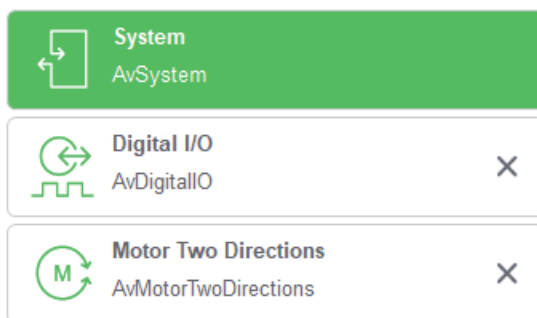 System
AvSystem
Digital I/O
AvDigitalIO
M
Motor Two Directions
AvMotorTwoDirections